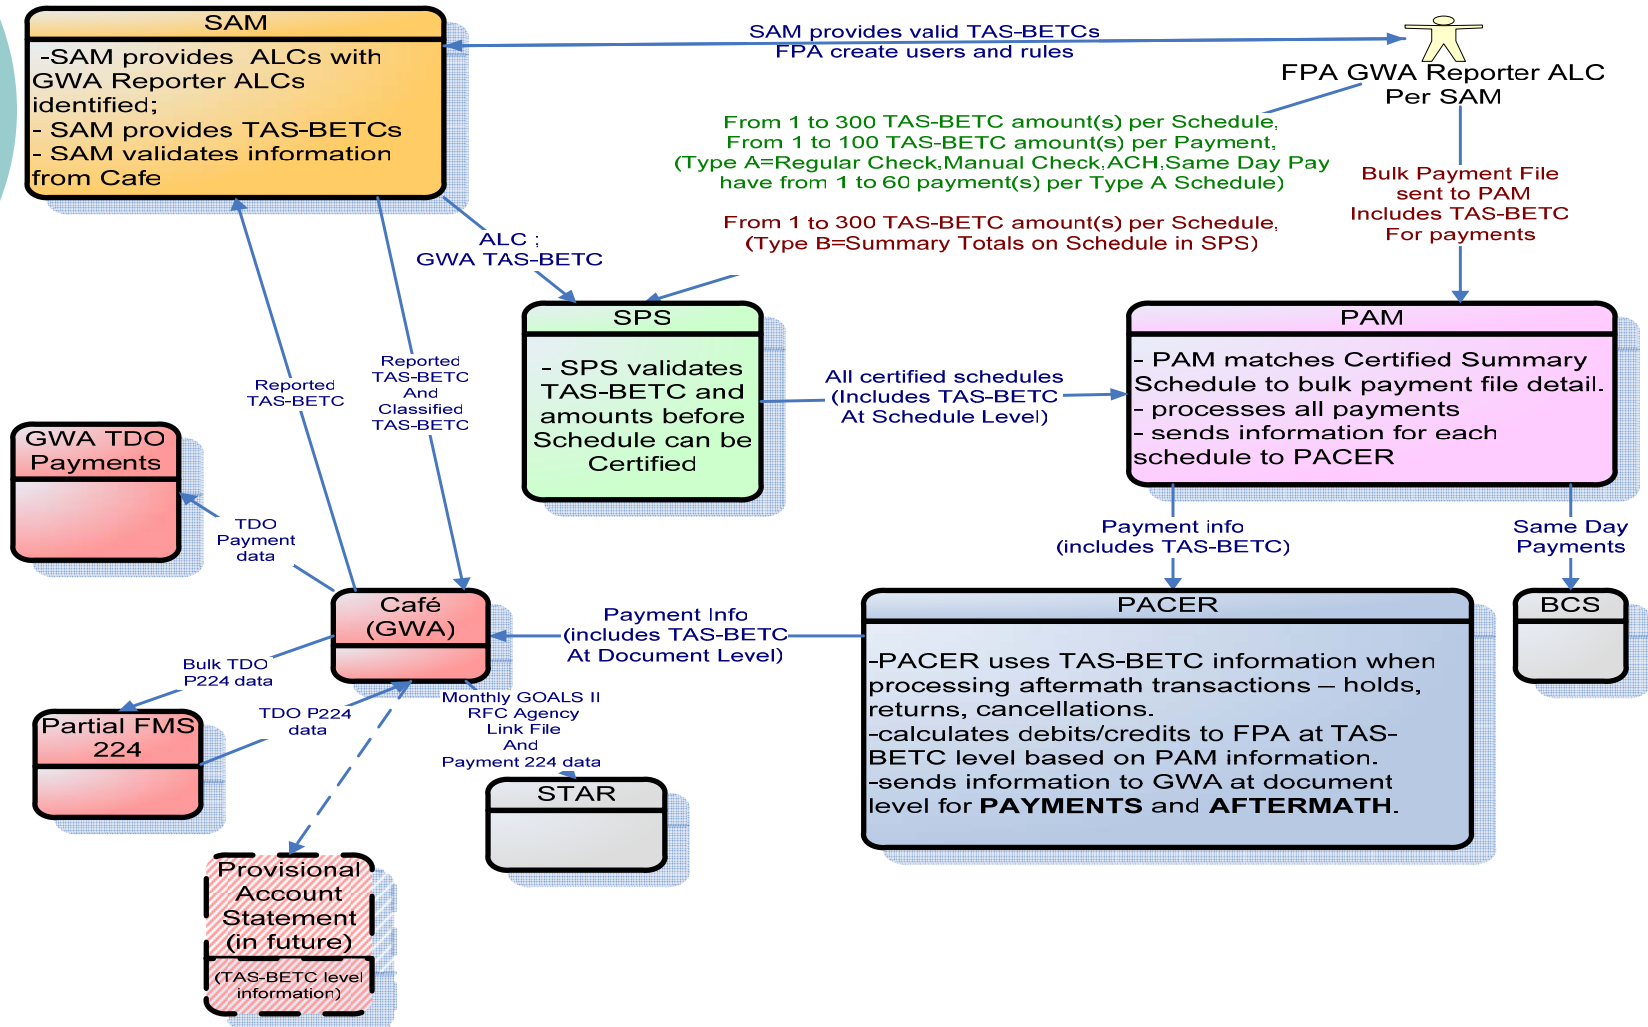 SAM
-SAM provides  ALCs with
GWA Reporter ALCs
identified;
- SAM provides TAS-BETCs
- SAM validates information
from Cafe
SAM provides valid TAS-BETCs
FPA create users and rules
FPA GWA Reporter ALC
Per SAM
From 1 to 300 TAS-BETC amount(s) per Schedule,
From 1 to 100 TAS-BETC amount(s) per Payment,
(Type A=Regular Check,Manual Check,ACH,Same Day Pay
have from 1 to 60 payment(s) per Type A Schedule)
From 1 to 300 TAS-BETC amount(s) per Schedule,
(Type B=Summary Totals on Schedule in SPS)
Bulk Payment File
sent to PAM
Includes TAS-BETC
For payments
ALC ;
GWA TAS-BETC
SPS
- SPS validates
TAS-BETC and
amounts before
Schedule can be
Certified
All certified schedules
(Includes TAS-BETC
At Schedule Level)
PAM
- PAM matches Certified Summary
Schedule to bulk payment file detail.
- processes all payments
- sends information for each
schedule to PACER
Reported
TAS-BETC
Reported
TAS-BETC
And
Classified
TAS-BETC
GWA TDO
Payments
TDO
Payment
data
Payment info
(includes TAS-BETC)
Same Day
Payments
Café
(GWA)
Payment Info
(includes TAS-BETC
At Document Level)
PACER
-PACER uses TAS-BETC information when
processing aftermath transactions – holds,
returns, cancellations.
-calculates debits/credits to FPA at TAS-
BETC level based on PAM information.
-sends information to GWA at document
level for PAYMENTS and AFTERMATH.
BCS
Bulk TDO
P224 data
TDO P224
data
Partial FMS
224
Monthly GOALS II
RFC Agency
Link File
And
Payment 224 data
STAR
Provisional
Account
Statement
(in future)
(TAS-BETC level
information)